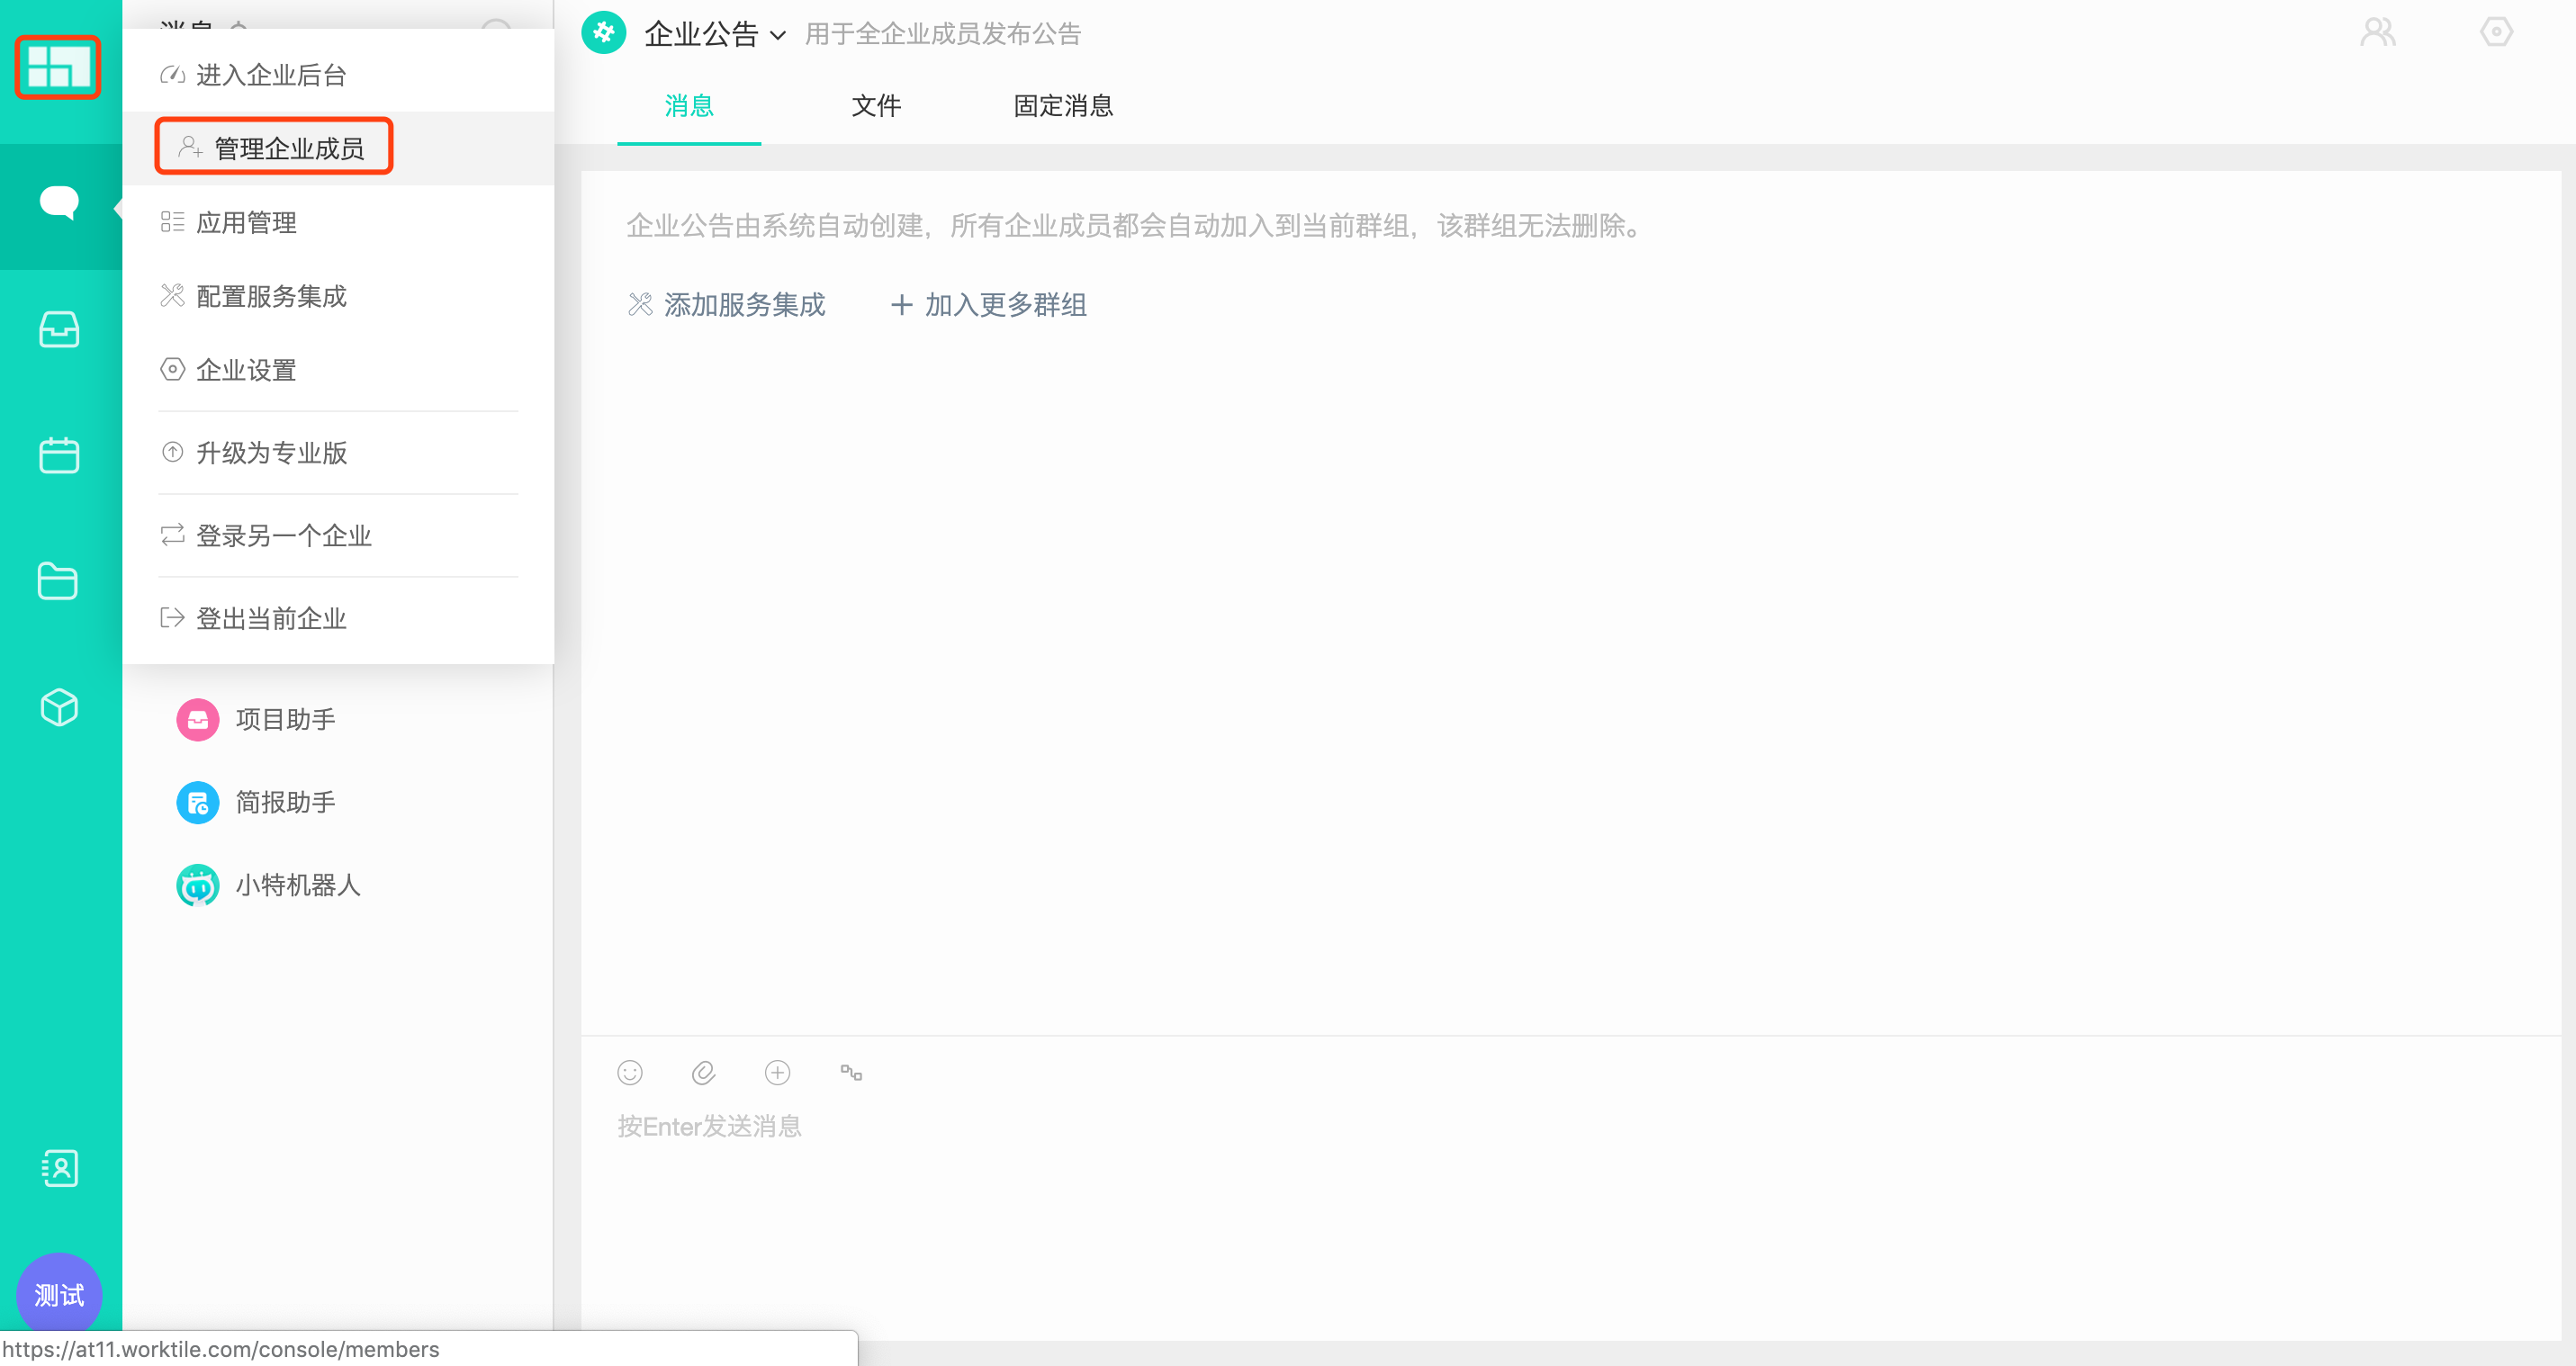 消息
进入企业后台
管理企业成员
应用管理
配置服务集成
企业设置
升级为专业版
登录另一个企业
登出当前企业
项目助手
简报助手
小特机器人
测试
企业公告 用于全企业成员发布公告
消息 文件 固定消息
企业公告由系统自动创建，所有企业成员都会自动加入到当前群组，该群组无法删除。
添加服务集成 加入更多群组
按Enter发送消息
https://at11.worktile.com/console/members